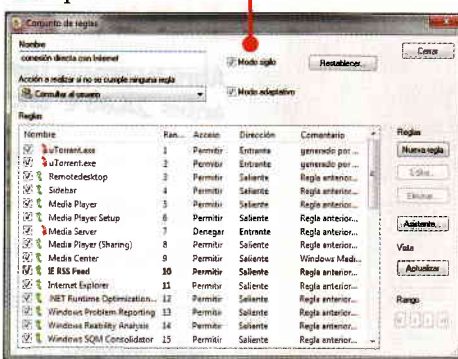 Conjunto de reglas
Nombre
conexión directa con Internet
Modo sigilo
Restablecer...
Cerrar
Acción a realizar si no se cumple ninguna regla
Consultar al usuario
Modo adaptativo
Reglas
Nombre Ran... Acceso Dirección Comentario
uTorrent.exe 1 Permitir Entrante generado por ...
uTorrent.exe 2 Permitir Entrante generado por ...
Remotedesktop 3 Permitir Saliente Regla anterior...
Sidebar 4 Permitir Saliente Regla anterior...
Media Player 5 Permitir Saliente Regla anterior...
Media Player Setup 6 Permitir Saliente Regla anterior...
Media Server 7 Denegar Entrante Regla anterior...
Media Player (Sharing) 8 Permitir Saliente Regla anterior...
Media Center 9 Permitir Saliente Windows Medi...
IE RSS Feed 10 Permitir Saliente Regla anterior...
Internet Explorer 11 Permitir Saliente Regla anterior...
.NET Runtime Optimization... 12 Permitir Saliente Regla anterior...
Windows Problem Reporting 13 Permitir Saliente Regla anterior...
Windows Reability Analysis 14 Permitir Saliente Regla anterior...
Windows SQM Consolidator 15 Permitir Saliente Regla anterior...
Reglas
Nueva regla
Editar...
Eliminar...
Asistente...
Vista
Actualizar
Rango